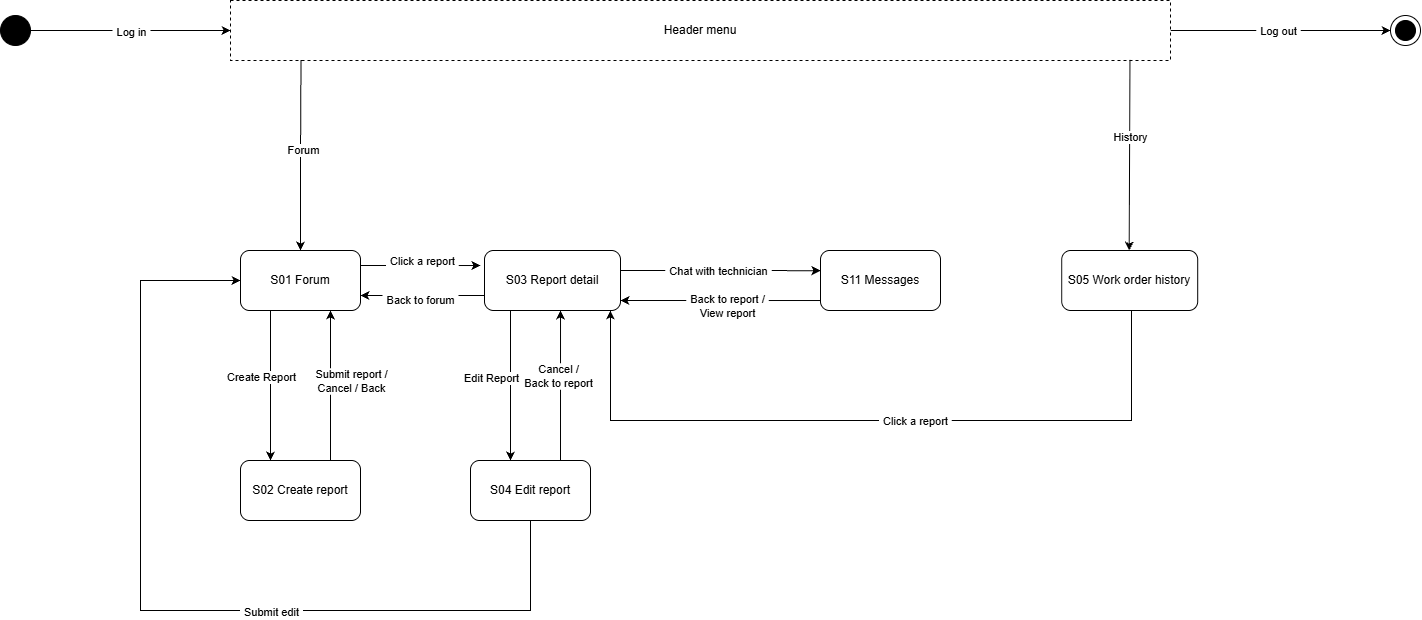 Header menu
Log in
Log out
History
Forum
Click a report
S01 Forum
S03 Report detail
Chat with technician
S11 Messages
S05 Work order history
Back to forum
Back to report /
View report
Create Report
Submit report /
Cancel / Back
Edit Report
Cancel /
Back to report
Click a report
S02 Create report
S04 Edit report
Submit edit